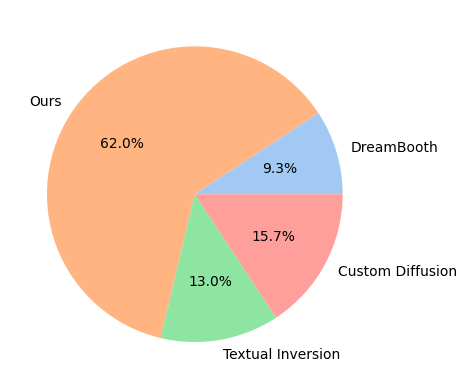 Ours
62.0%
DreamBooth
9.3%
15.7%
Custom Diffusion
13.0%
Textual Inversion